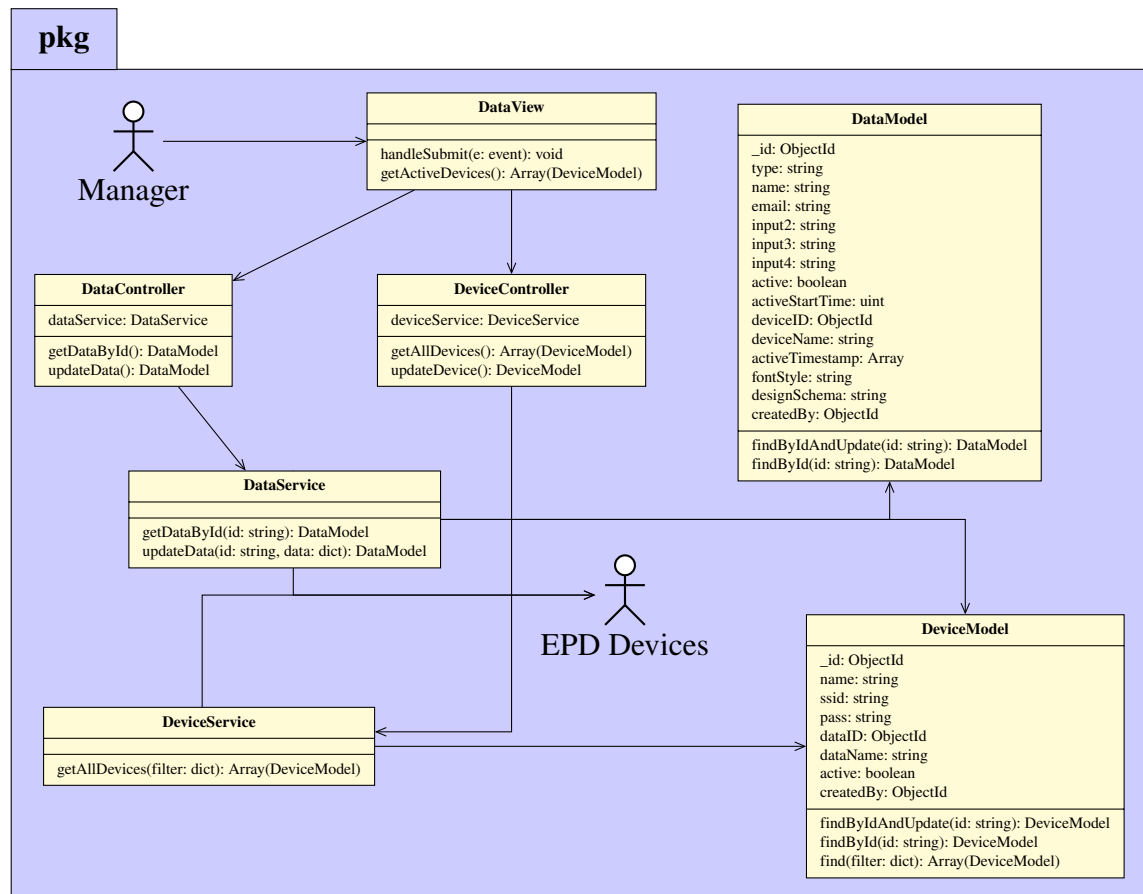 pkg
Manager
DataView
handleSubmit(e: event): void
getActiveDevices(): Array(DeviceModel)
DataModel
_id: ObjectId
type: string
name: string
email: string
input2: string
input3: string
input4: string
active: boolean
activeStartTime: uint
deviceID: ObjectId
deviceName: string
activeTimestamp: Array
fontStyle: string
designSchema: string
createdBy: ObjectId
findByIdAndUpdate(id: string): DataModel
findById(id: string): DataModel
DataController
dataService: DataService
getDataById(): DataModel
updateData(): DataModel
DeviceController
deviceService: DeviceService
getAllDevices(): Array(DeviceModel)
updateDevice(): DeviceModel
DataService
getDataById(id: string): DataModel
updateData(id: string, data: dict): DataModel
EPD Devices
DeviceService
getAllDevices(filter: dict): Array(DeviceModel)
DeviceModel
_id: ObjectId
name: string
ssid: string
pass: string
dataID: ObjectId
dataName: string
active: boolean
createdBy: ObjectId
findByIdAndUpdate(id: string): DeviceModel
findById(id: string): DeviceModel
find(filter: dict): Array(DeviceModel)